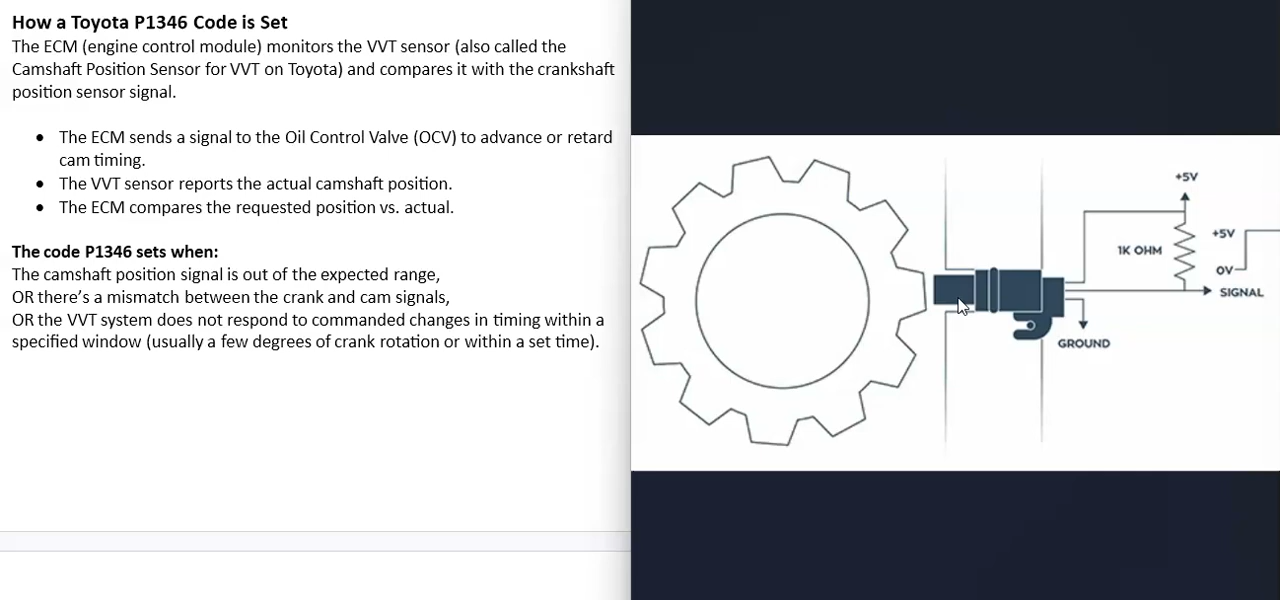 How a Toyota P1346 Code is Set
The ECM (engine control module) monitors the VVT sensor (also called the
Camshaft Position Sensor for VVT on Toyota) and compares it with the crankshaft
position sensor signal.
• The ECM sends a signal to the Oil Control Valve (OCV) to advance or retard
cam timing.
• The VVT sensor reports the actual camshaft position.
• The ECM compares the requested position vs. actual.
The code P1346 sets when:
The camshaft position signal is out of the expected range,
OR there’s a mismatch between the crank and cam signals,
OR the VVT system does not respond to commanded changes in timing within a
specified window (usually a few degrees of crank rotation or within a set time).
+5V
+5V
1K OHM
0V
SIGNAL
GROUND